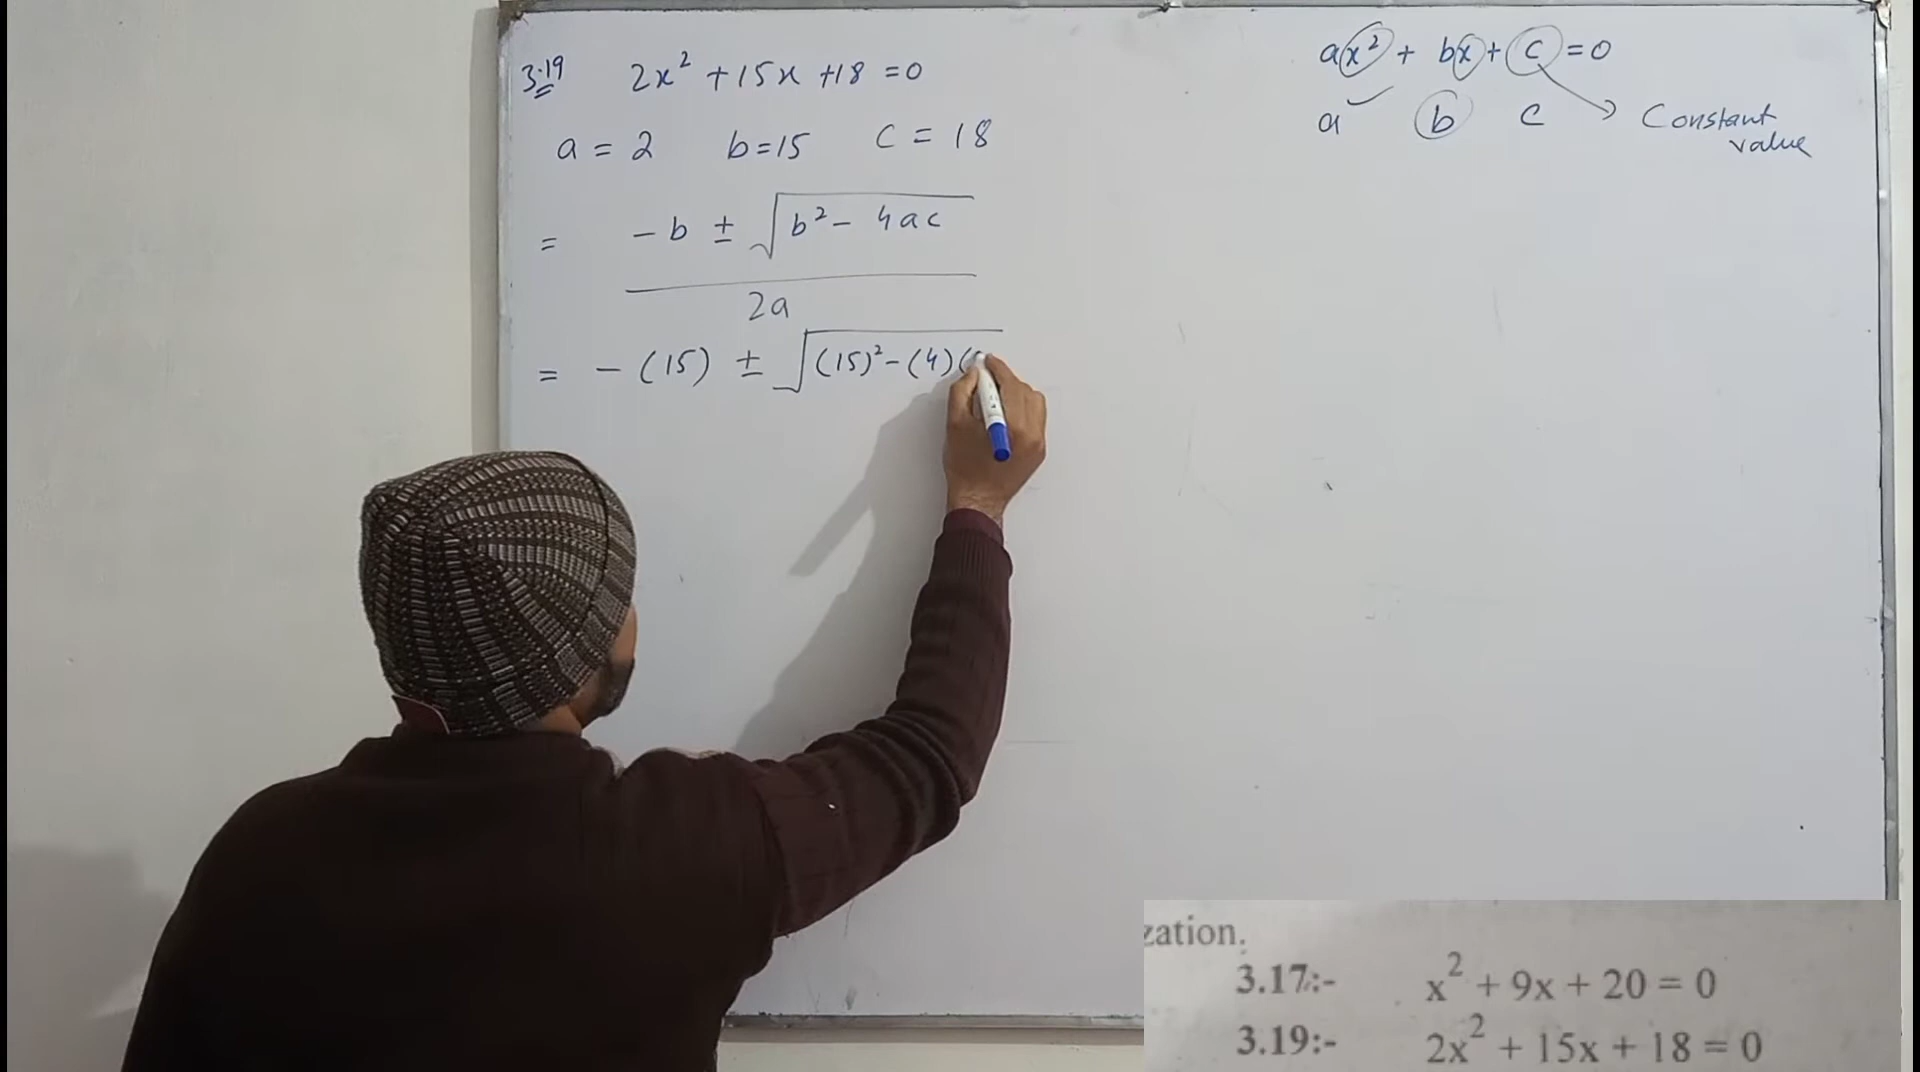 3.19 2x² + 15x + 18 = 0
a = 2 b = 15 c = 18
= -b ± √b² - 4ac
2a
= - (15) ± √(15)² - (4)(
ax² + bx + c = 0
a b c → Constant
value
zation.
3.17:- x² + 9x + 20 = 0
3.19:- 2x² + 15x + 18 = 0